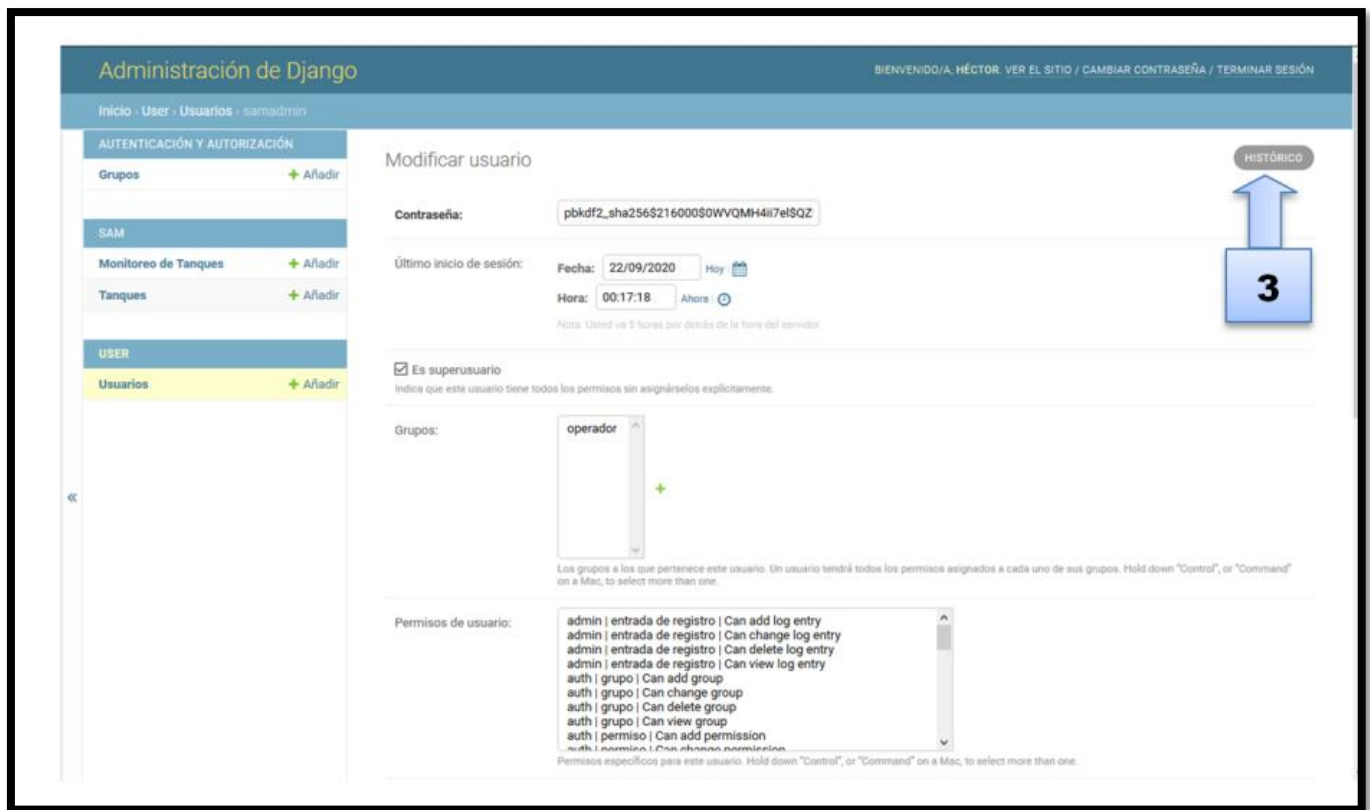 Administración de Django
BIENVENIDO/A, HÉCTOR. VER EL SITIO / CAMBIAR CONTRASEÑA / TERMINAR SESIÓN
Inicio › User › Usuarios › samadmin
AUTENTICACIÓN Y AUTORIZACIÓN
Grupos + Añadir
SAM
Monitoreo de Tanques + Añadir
Tanques + Añadir
USER
Usuarios + Añadir
«
Modificar usuario
HISTÓRICO
3
Contraseña: pbkdf2_sha256$216000$0WVQMH4ii7el$QZ
Último inicio de sesión: Fecha: 22/09/2020 Hoy |
Hora: 00:17:18 Ahora |
Nota: Usted va 5 horas por detrás de la hora del servidor.
Es superusuario
Indica que este usuario tiene todos los permisos sin asignárselos explícitamente.
Grupos: operador
+
Los grupos a los que pertenece este usuario. Un usuario tendrá todos los permisos asignados a cada uno de sus grupos. Hold down "Control", or "Command"
on a Mac, to select more than one.
Permisos de usuario: admin | entrada de registro | Can add log entry
admin | entrada de registro | Can change log entry
admin | entrada de registro | Can delete log entry
admin | entrada de registro | Can view log entry
auth | grupo | Can add group
auth | grupo | Can change group
auth | grupo | Can delete group
auth | grupo | Can view group
auth | permiso | Can add permission
auth | permiso | Can change permission
Permisos específicos para este usuario. Hold down "Control", or "Command" on a Mac, to select more than one.